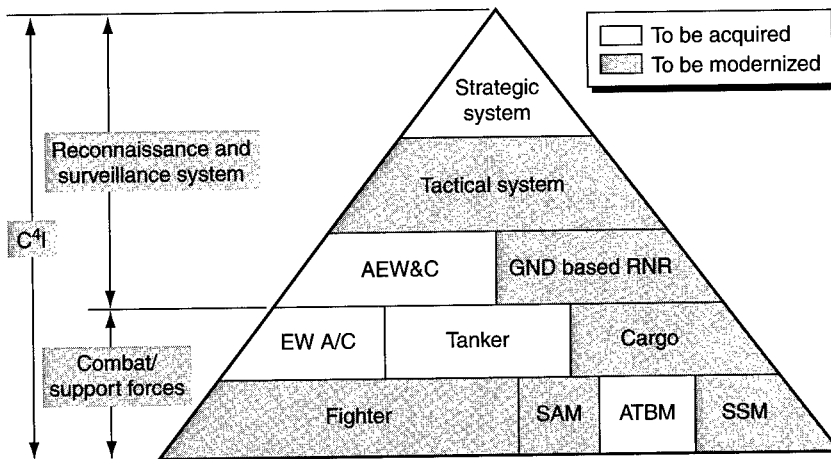 To be acquired
To be modernized
Strategic
system
Reconnaissance and
surveillance system
Tactical system
C⁴I
AEW&C
GND based RNR
EW A/C
Tanker
Cargo
Combat/
support forces
Fighter
SAM
ATBM
SSM